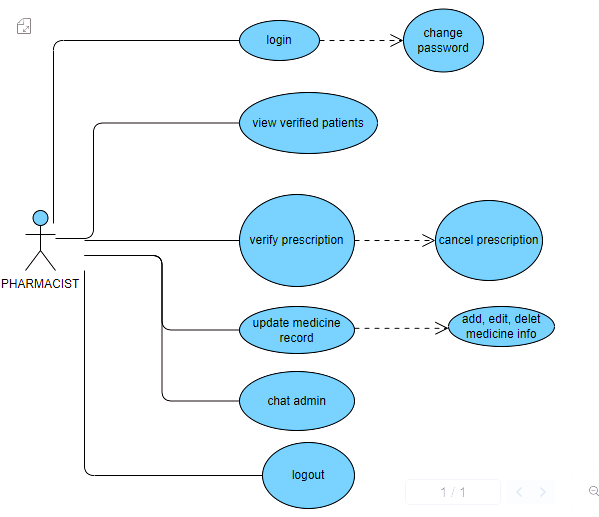 login
change
password
view verified patients
verify prescription
cancel prescription
PHARMACIST
update medicine
record
add, edit, delet
medicine info
chat admin
logout
1 / 1